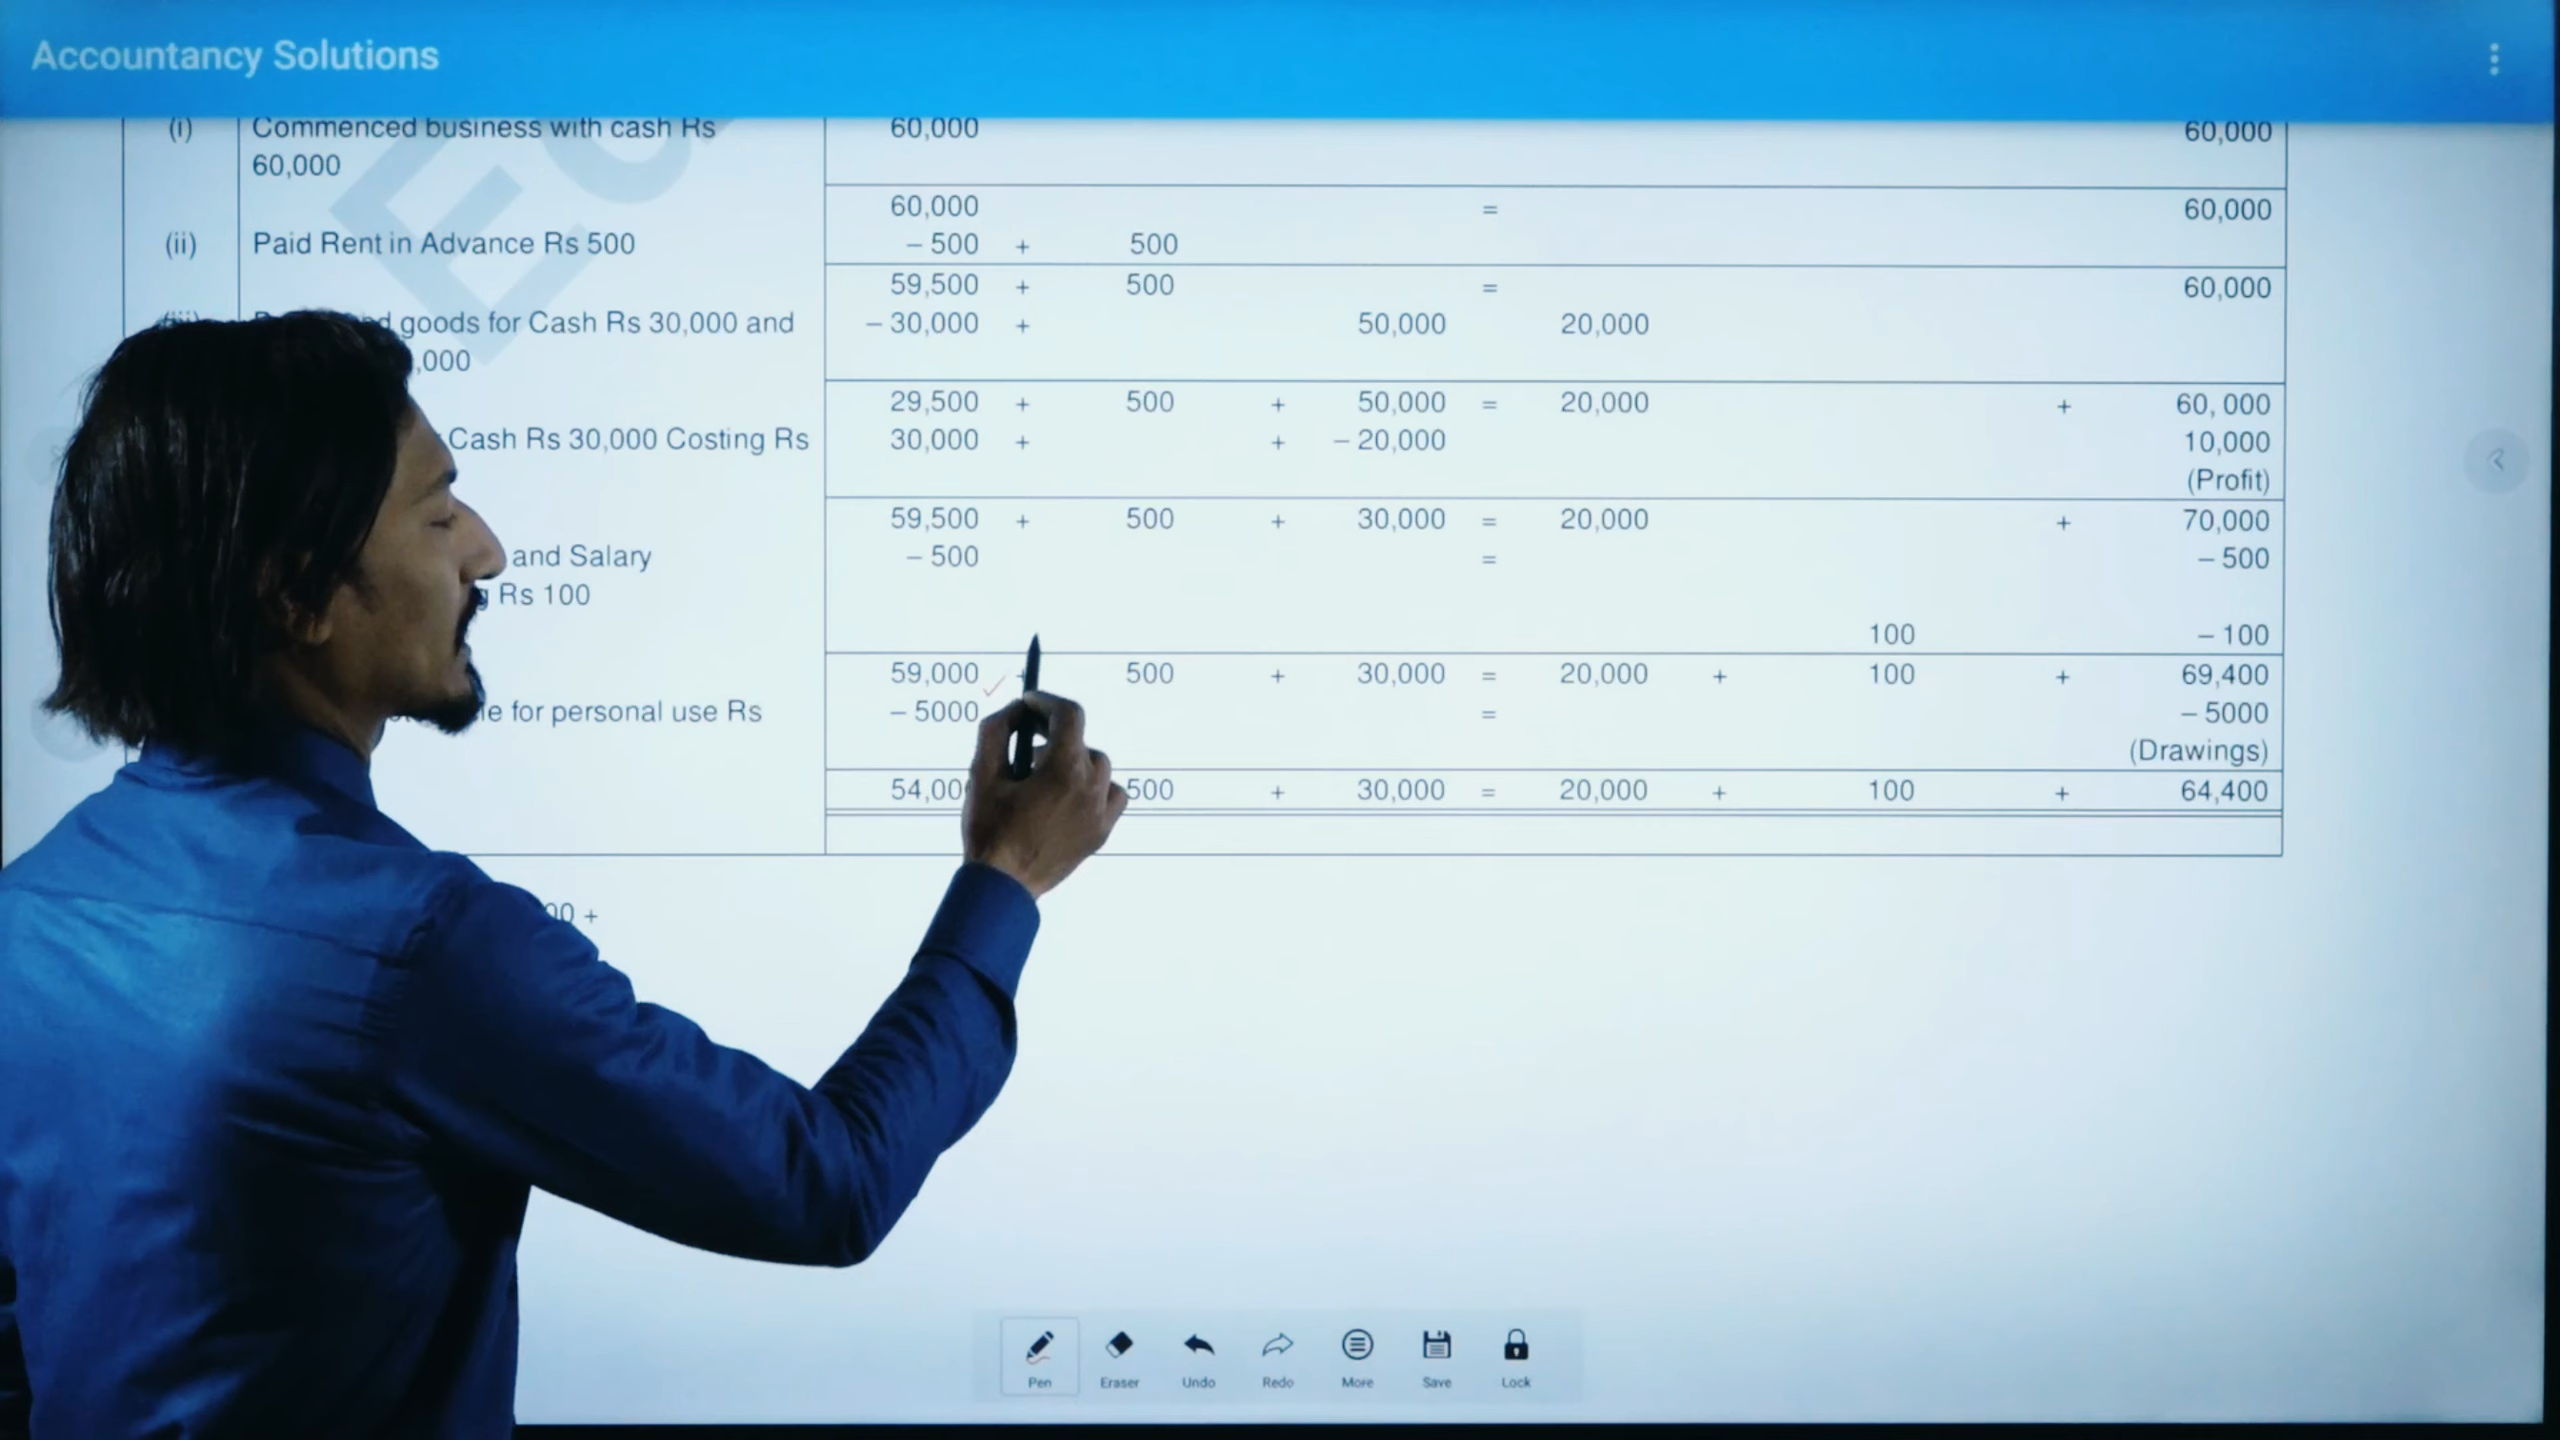 Accountancy Solutions
(i) Commenced business with cash Rs 60,000 60,000
60,000
60,000 = 60,000
(ii) Paid Rent in Advance Rs 500 – 500 + 500
59,500 + 500 = 60,000
goods for Cash Rs 30,000 and – 30,000 + 50,000 20,000
,000
29,500 + 500 + 50,000 = 20,000 + 60,000
Cash Rs 30,000 Costing Rs 30,000 + + – 20,000 10,000
(Profit)
59,500 + 500 + 30,000 = 20,000 + 70,000
and Salary – 500 = – 500
Rs 100
100 – 100
59,000 500 + 30,000 = 20,000 + 100 + 69,400
for personal use Rs – 5000 = – 5000
(Drawings)
54,00 500 + 30,000 = 20,000 + 100 + 64,400
00 +
Pen Eraser Undo Redo More Save Lock